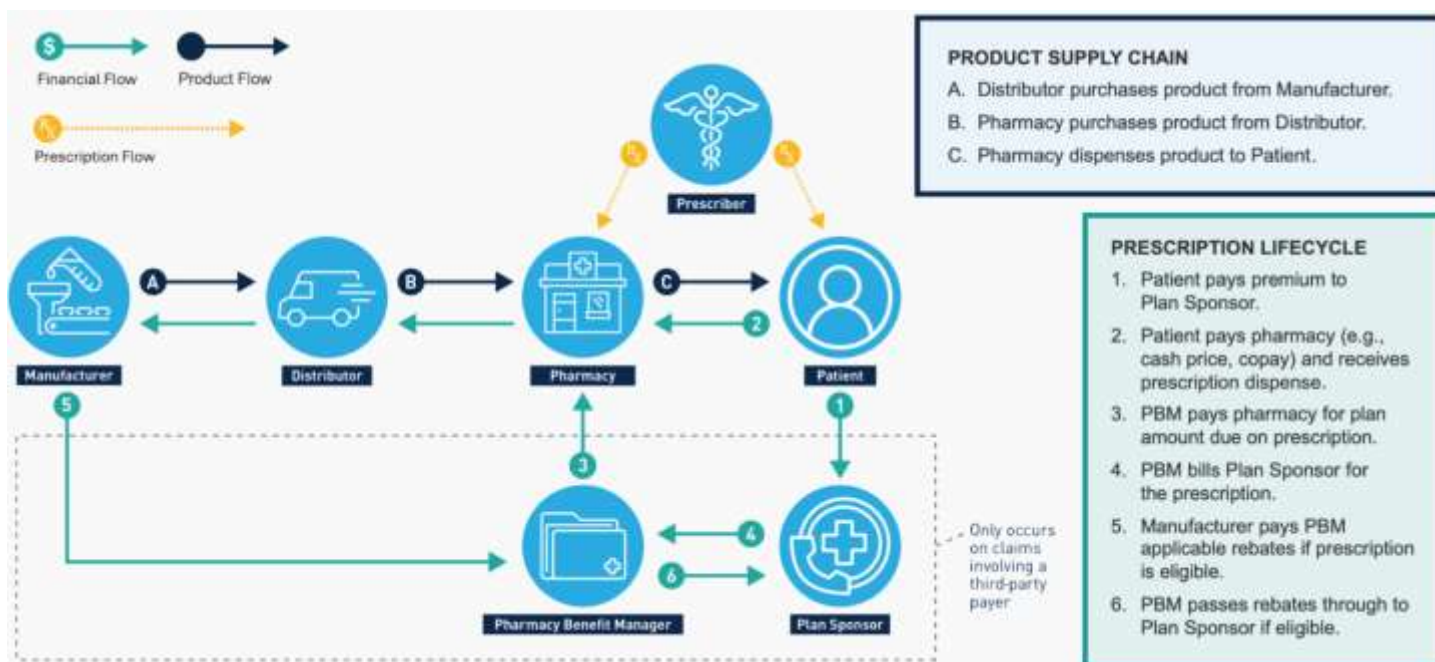 $
Financial Flow
Product Flow
Rx
Prescription Flow
Rx
Rx
Prescriber
A
B
C
2
Manufacturer
Distributor
Pharmacy
Patient
5
1
3
4
6
Pharmacy Benefit Manager
Plan Sponsor
Only occurs
on claims
involving a
third-party
payer
PRODUCT SUPPLY CHAIN
A. Distributor purchases product from Manufacturer.
B. Pharmacy purchases product from Distributor.
C. Pharmacy dispenses product to Patient.
PRESCRIPTION LIFECYCLE
1. Patient pays premium to
Plan Sponsor.
2. Patient pays pharmacy (e.g.,
cash price, copay) and receives
prescription dispense.
3. PBM pays pharmacy for plan
amount due on prescription.
4. PBM bills Plan Sponsor for
the prescription.
5. Manufacturer pays PBM
applicable rebates if prescription
is eligible.
6. PBM passes rebates through to
Plan Sponsor if eligible.